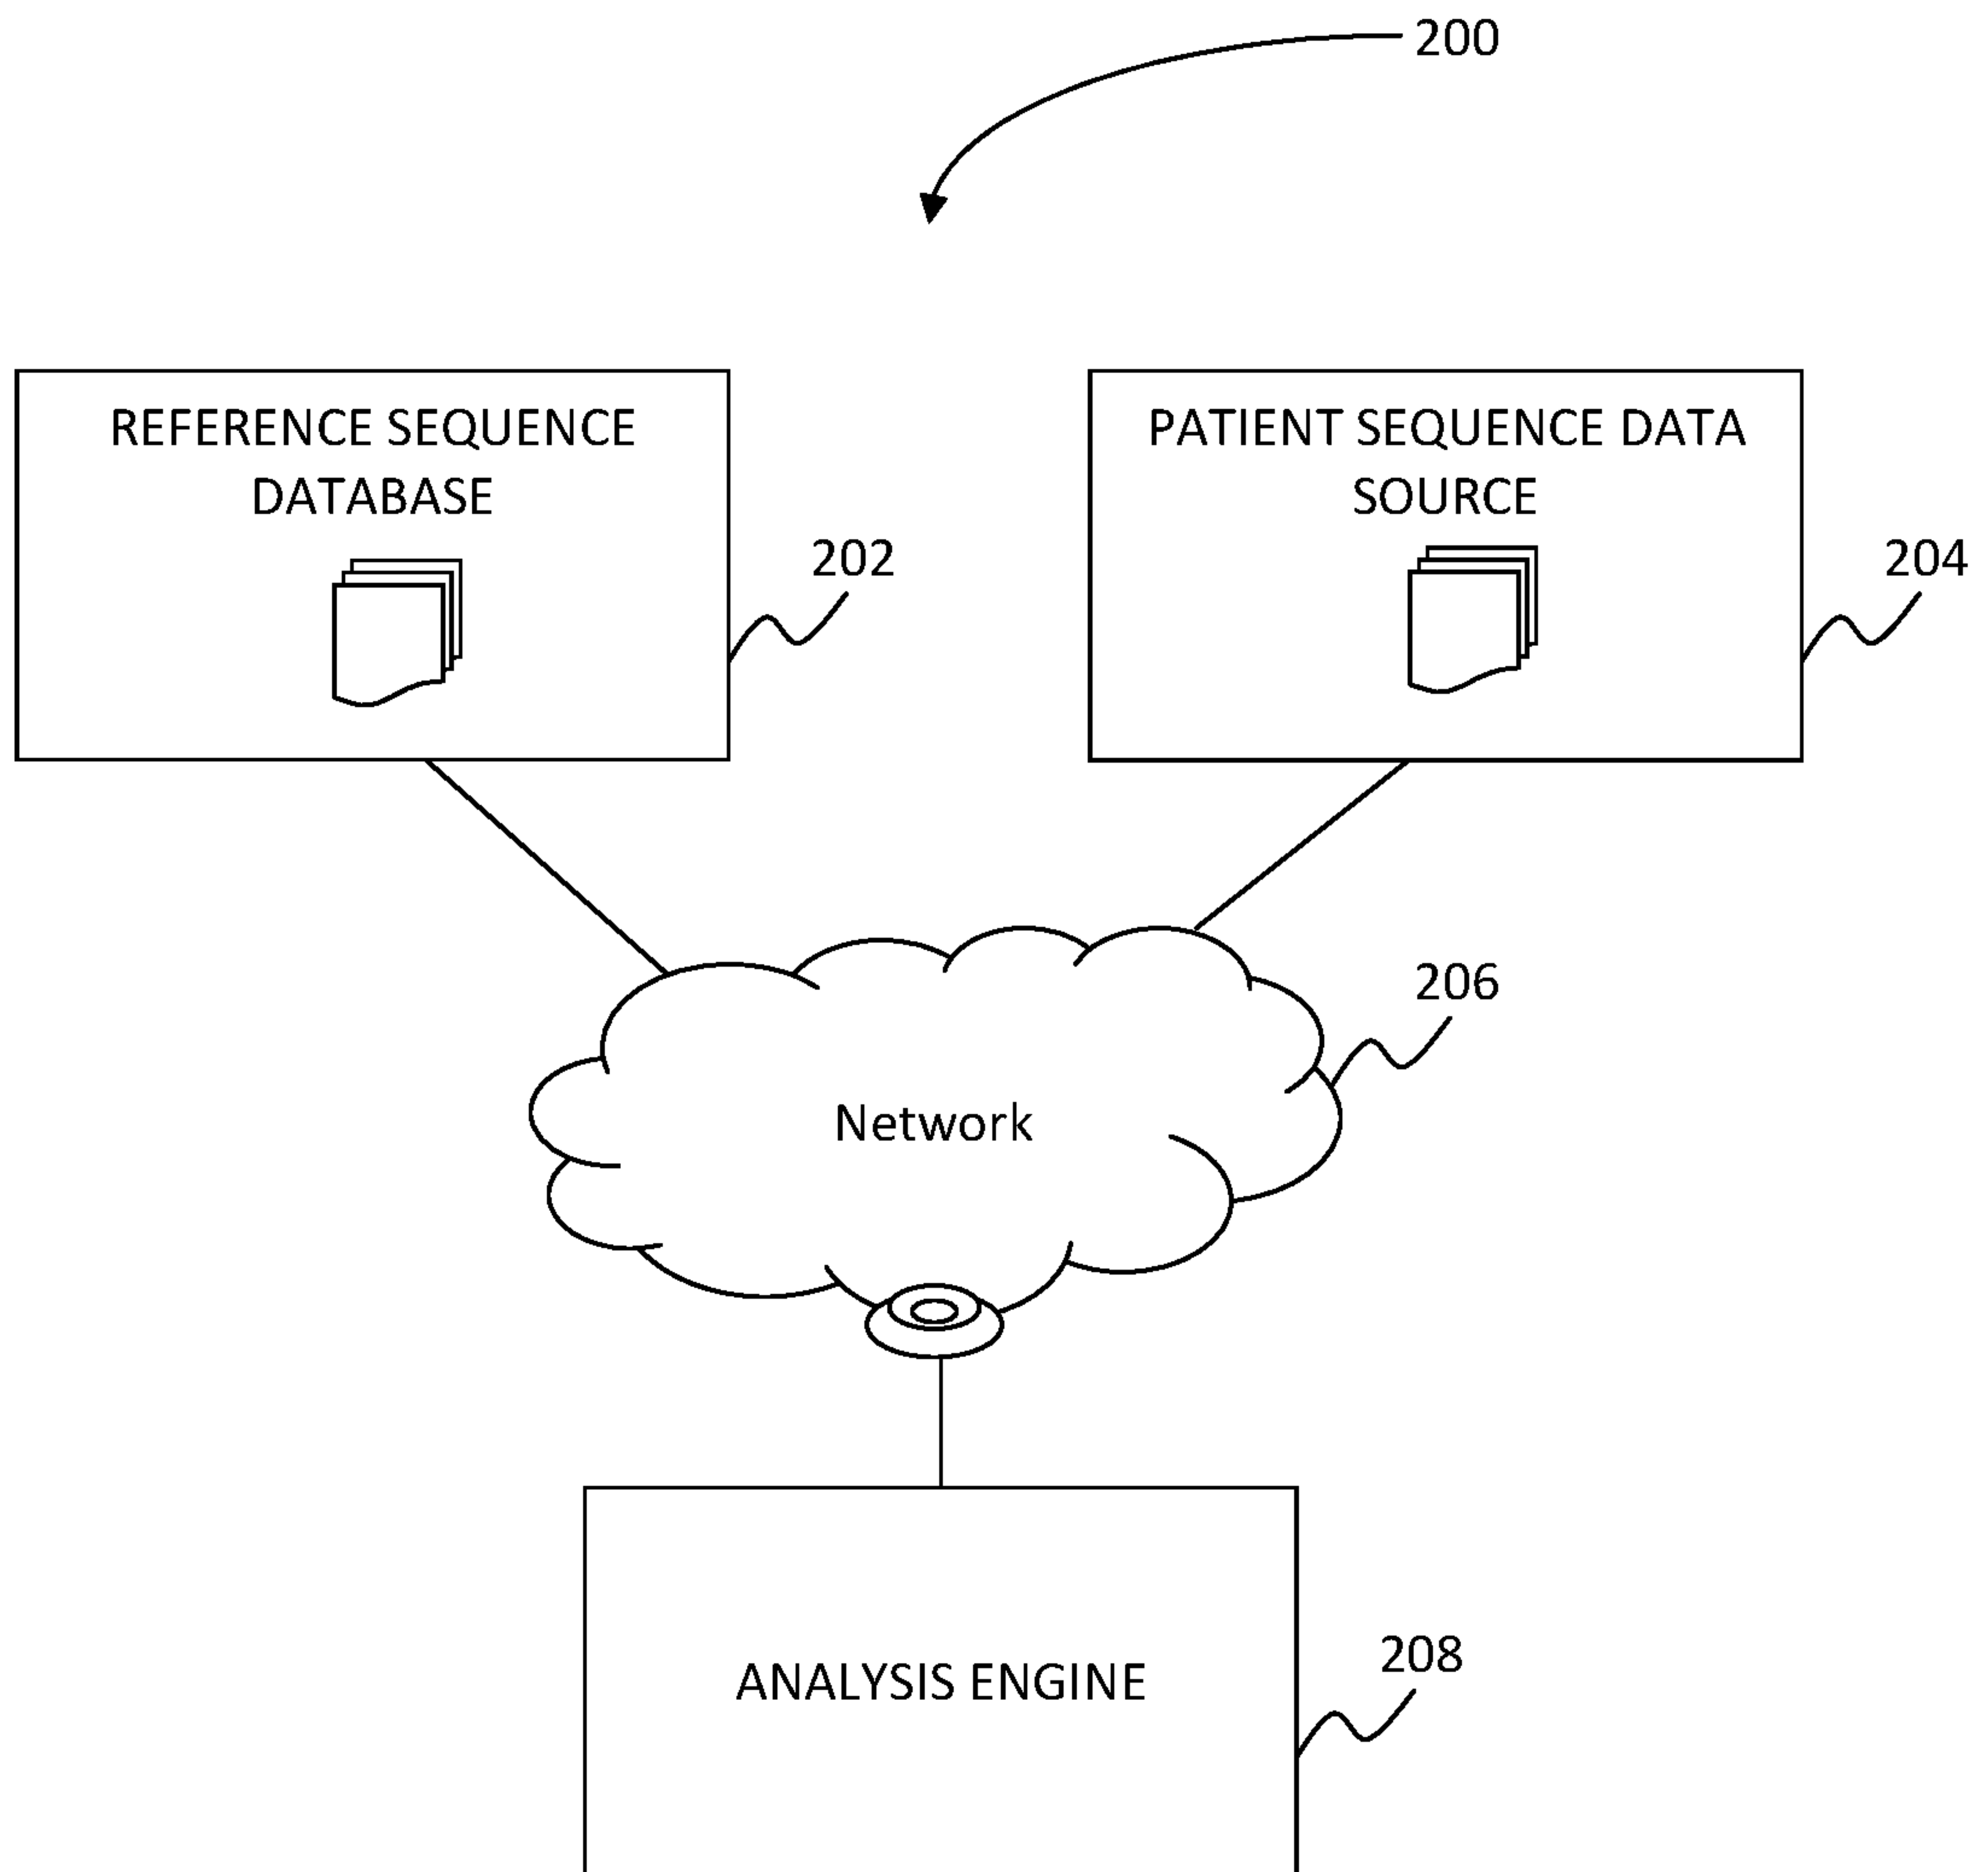 200
REFERENCE SEQUENCE
DATABASE
202
PATIENT SEQUENCE DATA
SOURCE
204
206
Network
208
ANALYSIS ENGINE